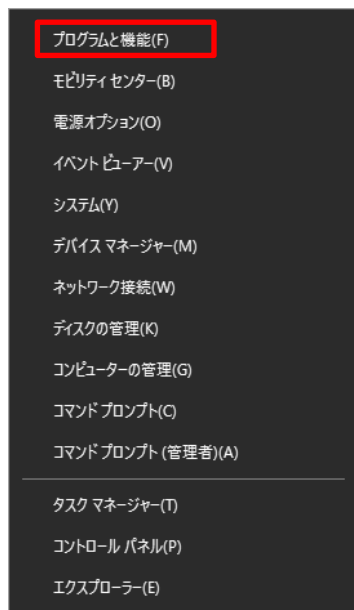 プログラムと機能(F)
モビリティ センター(B)
電源オプション(O)
イベント ビューアー(V)
システム(Y)
デバイス マネージャー(M)
ネットワーク接続(W)
ディスクの管理(K)
コンピューターの管理(G)
コマンド プロンプト(C)
コマンド プロンプト (管理者)(A)
タスク マネージャー(T)
コントロール パネル(P)
エクスプローラー(E)